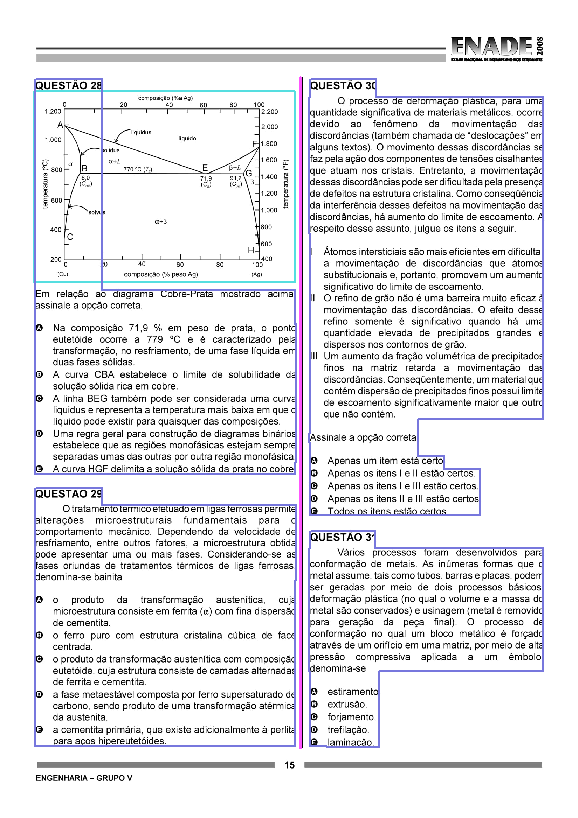 ENADE 2008
EXAME NACIONAL DE DESEMPENHO DOS ESTUDANTES
QUESTÃO 28
composição (%a Ag)
0 20 40 60 80 100
1.200 2.200
A
liquidus
líquido
2.000
1.000 1.800
solidus
α+L
1.600
800
B
8,0
(Cαe)
779 ºC (TE)
E
71,9
(CE)
β+L
91,2
(Cβe)
G
1.400
temperatura (ºC)
temperatura (ºF)
1.200
600
solvus
1.000
α+β
800
400
C
H
600
200 400
0 20 40 60 80 100
(Cu) composição (% peso Ag) (Ag)
Em relação ao diagrama Cobre-Prata mostrado acima,
assinale a opção correta.
A Na composição 71,9 % em peso de prata, o ponto
eutetóide ocorre a 779 ºC e é caracterizado pela
transformação, no resfriamento, de uma fase líquida em
duas fases sólidas.
B A curva CBA estabelece o limite de solubilidade da
solução sólida rica em cobre.
C A linha BEG também pode ser considerada uma curva
liquidus e representa a temperatura mais baixa em que o
líquido pode existir para quaisquer das composições.
D Uma regra geral para construção de diagramas binários
estabelece que as regiões monofásicas estejam sempre
separadas umas das outras por outra região monofásica.
E A curva HGF delimita a solução sólida da prata no cobre.
QUESTÃO 29
O tratamento térmico efetuado em ligas ferrosas permite
alterações microestruturais fundamentais para o
comportamento mecânico. Dependendo da velocidade de
resfriamento, entre outros fatores, a microestrutura obtida
pode apresentar uma ou mais fases. Considerando-se as
fases oriundas de tratamentos térmicos de ligas ferrosas,
denomina-se bainita
A o produto da transformação austenítica, cuja
microestrutura consiste em ferrita (α) com fina dispersão
de cementita.
B o ferro puro com estrutura cristalina cúbica de face
centrada.
C o produto da transformação austenítica com composição
eutetóide, cuja estrutura consiste de camadas alternadas
de ferrita e cementita.
D a fase metaestável composta por ferro supersaturado de
carbono, sendo produto de uma transformação atérmica
da austenita.
E a cementita primária, que existe adicionalmente à perlita
para aços hipereutetóides.
QUESTÃO 30
O processo de deformação plástica, para uma
quantidade significativa de materiais metálicos, ocorre
devido ao fenômeno da movimentação das
discordâncias (também chamada de "deslocações" em
alguns textos). O movimento dessas discordâncias se
faz pela ação dos componentes de tensões cisalhantes
que atuam nos cristais. Entretanto, a movimentação
dessas discordâncias pode ser dificultada pela presença
de defeitos na estrutura cristalina. Como conseqüência
da interferência desses defeitos na movimentação das
discordâncias, há aumento do limite de escoamento. A
respeito desse assunto, julgue os itens a seguir.
I Átomos intersticiais são mais eficientes em dificultar
a movimentação de discordâncias que átomos
substitucionais e, portanto, promovem um aumento
significativo do limite de escoamento.
II O refino de grão não é uma barreira muito eficaz à
movimentação das discordâncias. O efeito desse
refino somente é significativo quando há uma
quantidade elevada de precipitados grandes e
dispersos nos contornos de grão.
III Um aumento da fração volumétrica de precipitados
finos na matriz retarda a movimentação das
discordâncias. Conseqüentemente, um material que
contém dispersão de precipitados finos possui limite
de escoamento significativamente maior que outro
que não contém.
Assinale a opção correta.
A Apenas um item está certo.
B Apenas os itens I e II estão certos.
C Apenas os itens I e III estão certos.
D Apenas os itens II e III estão certos.
E Todos os itens estão certos.
QUESTÃO 31
Vários processos foram desenvolvidos para
conformação de metais. As inúmeras formas que o
metal assume, tais como tubos, barras e placas, podem
ser geradas por meio de dois processos básicos:
deformação plástica (no qual o volume e a massa do
metal são conservados) e usinagem (metal é removido
para geração da peça final). O processo de
conformação no qual um bloco metálico é forçado
através de um orifício em uma matriz, por meio de alta
pressão compressiva aplicada a um êmbolo,
denomina-se
A estiramento.
B extrusão.
C forjamento.
D trefilação.
E laminação.
15
ENGENHARIA – GRUPO V